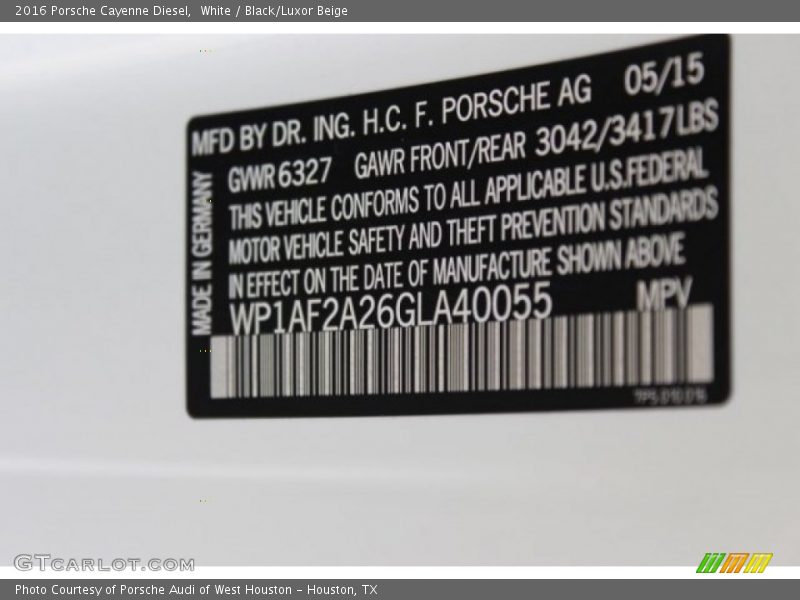 2016 Porsche Cayenne Diesel, White / Black/Luxor Beige
MFD BY DR. ING. H.C. F. PORSCHE AG 05/15
GVWR 6327 GAWR FRONT/REAR 3042/3417LBS
THIS VEHICLE CONFORMS TO ALL APPLICABLE U.S.FEDERAL
MOTOR VEHICLE SAFETY AND THEFT PREVENTION STANDARDS
IN EFFECT ON THE DATE OF MANUFACTURE SHOWN ABOVE
WP1AF2A26GLA40055 MPV
MADE IN GERMANY
GTCARLOT.COM
Photo Courtesy of Porsche Audi of West Houston - Houston, TX